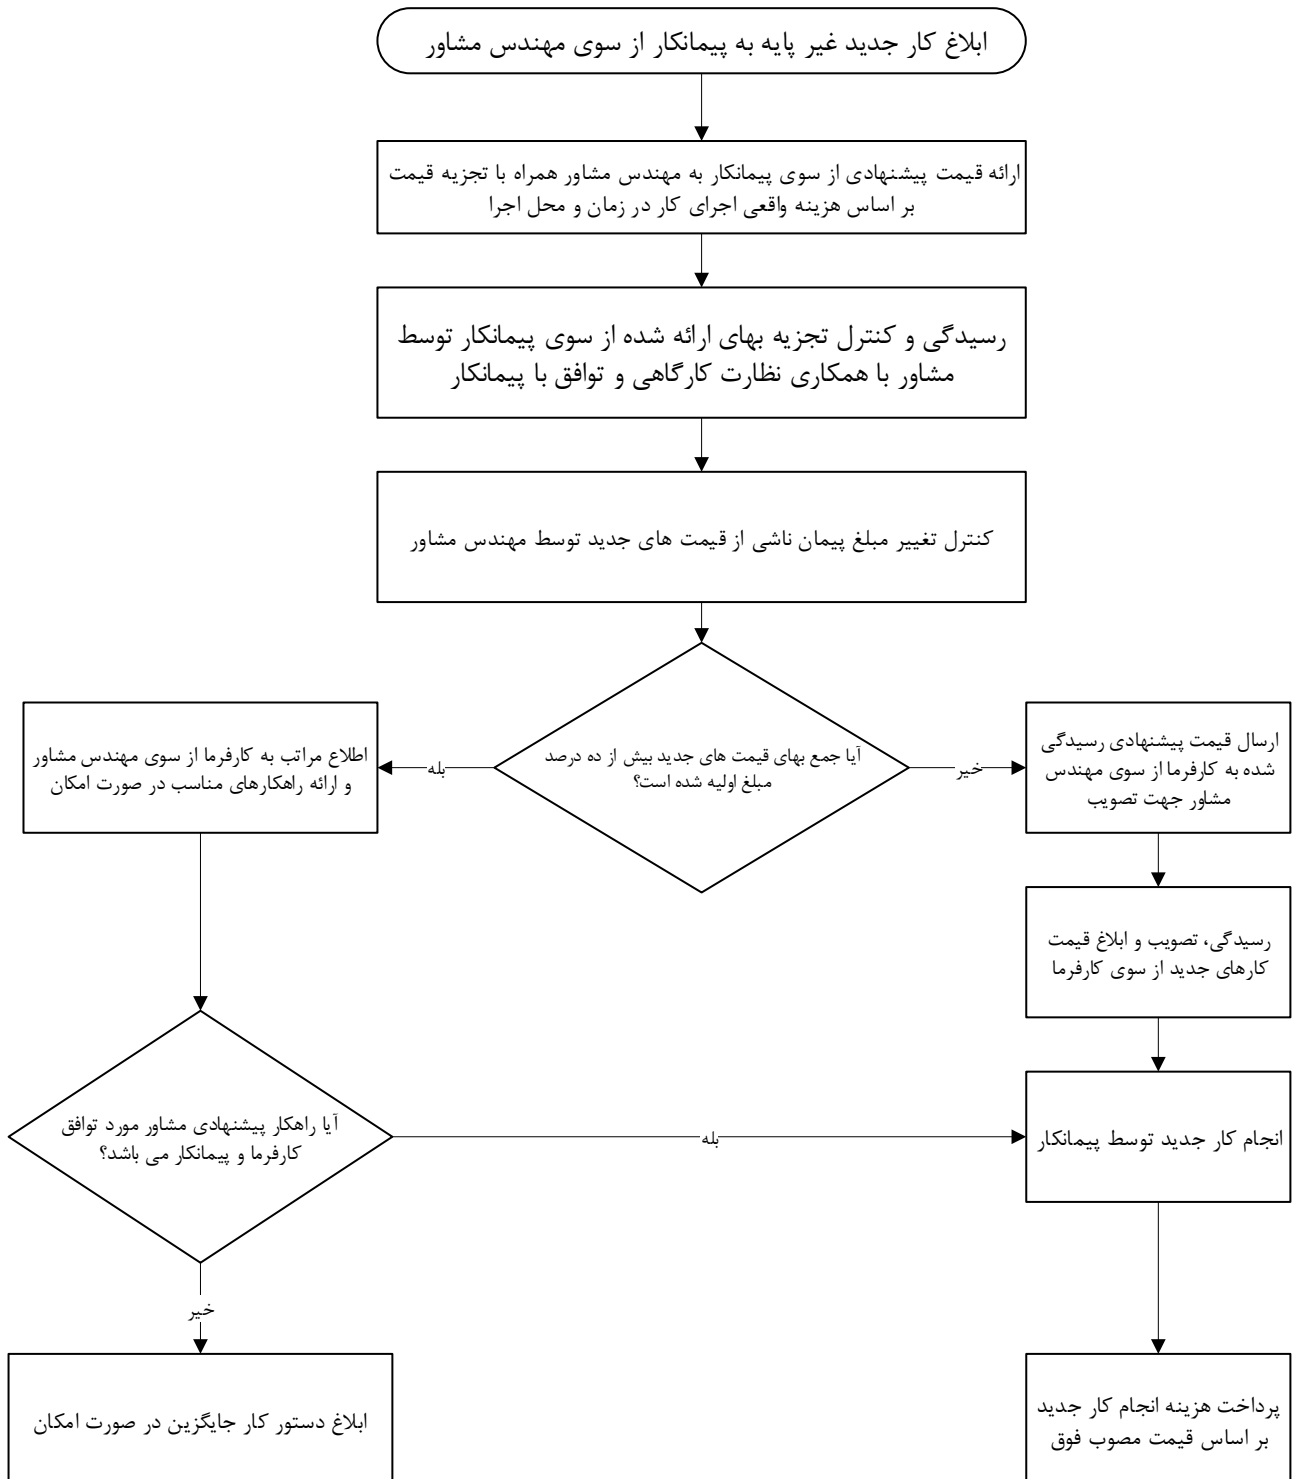 ابلاغ کار جدید غیر پایه به پیمانکار از سوی مهندس مشاور
ارائه قیمت پیشنهادی از سوی پیمانکار به مهندس مشاور همراه با تجزیه قیمت
بر اساس هزینه واقعی اجرای کار در زمان و محل اجرا
رسیدگی و کنترل تجزیه بهای ارائه شده از سوی پیمانکار توسط
مشاور با همکاری نظارت کارگاهی و توافق با پیمانکار
کنترل تغییر مبلغ پیمان ناشی از قیمت های جدید توسط مهندس مشاور
آیا جمع بهای قیمت های جدید بیش از ده درصد
مبلغ اولیه شده است؟
خیر
بله
ارسال قیمت پیشنهادی رسیدگی
شده به کارفرما از سوی مهندس
مشاور جهت تصویب
اطلاع مراتب به کارفرما از سوی مهندس مشاور
و ارائه راهکارهای مناسب در صورت امکان
رسیدگی، تصویب و ابلاغ قیمت
کارهای جدید از سوی کارفرما
انجام کار جدید توسط پیمانکار
بله
آیا راهکار پیشنهادی مشاور مورد توافق
کارفرما و پیمانکار می باشد؟
خیر
پرداخت هزینه انجام کار جدید
بر اساس قیمت مصوب فوق
ابلاغ دستور کار جایگزین در صورت امکان